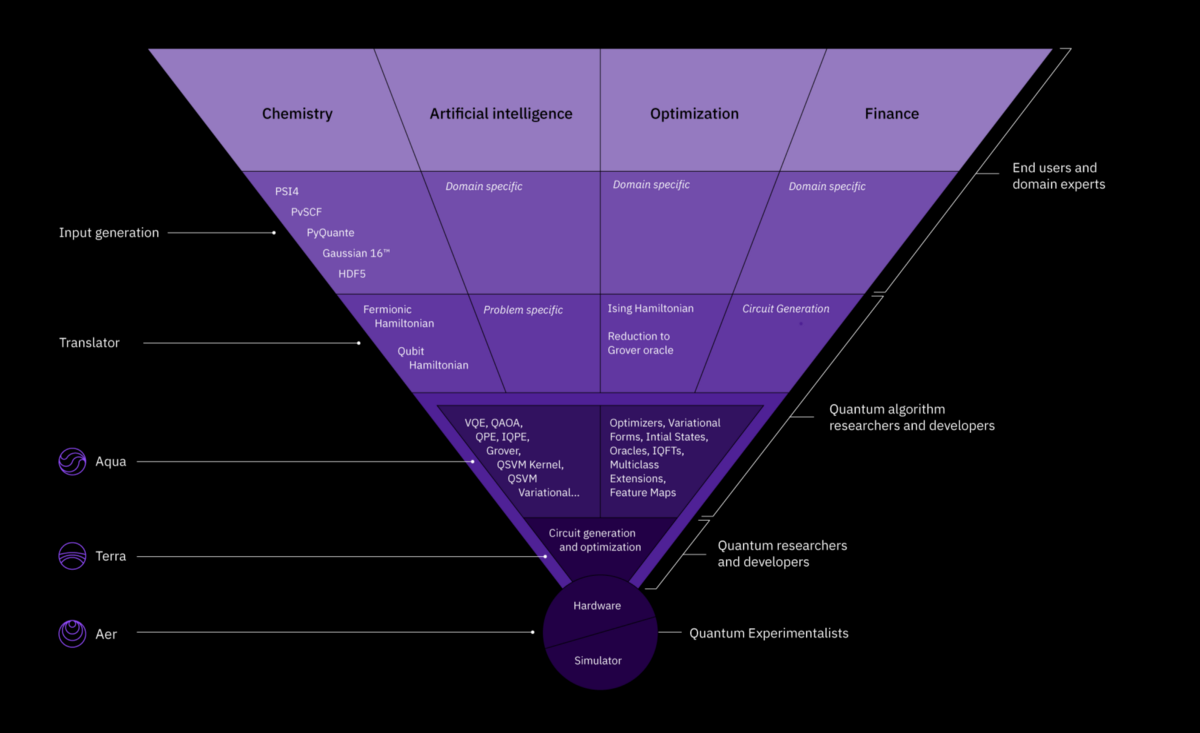 Chemistry
Artificial intelligence
Optimization
Finance
End users and
domain experts
Input generation
PSI4
PvSCF
PyQuante
Gaussian 16™
HDF5
Domain specific
Domain specific
Domain specific
Translator
Fermionic
Hamiltonian
Qubit
Hamiltonian
Problem specific
Ising Hamiltonian
Reduction to
Grover oracle
Circuit Generation
Quantum algorithm
researchers and developers
Aqua
VQE, QAOA,
QPE, IQPE,
Grover,
QSVM Kernel,
QSVM
Variational...
Optimizers, Variational
Forms, Intial States,
Oracles, IQFTs,
Multiclass
Extensions,
Feature Maps
Terra
Circuit generation
and optimization
Quantum researchers
and developers
Aer
Hardware
Simulator
Quantum Experimentalists